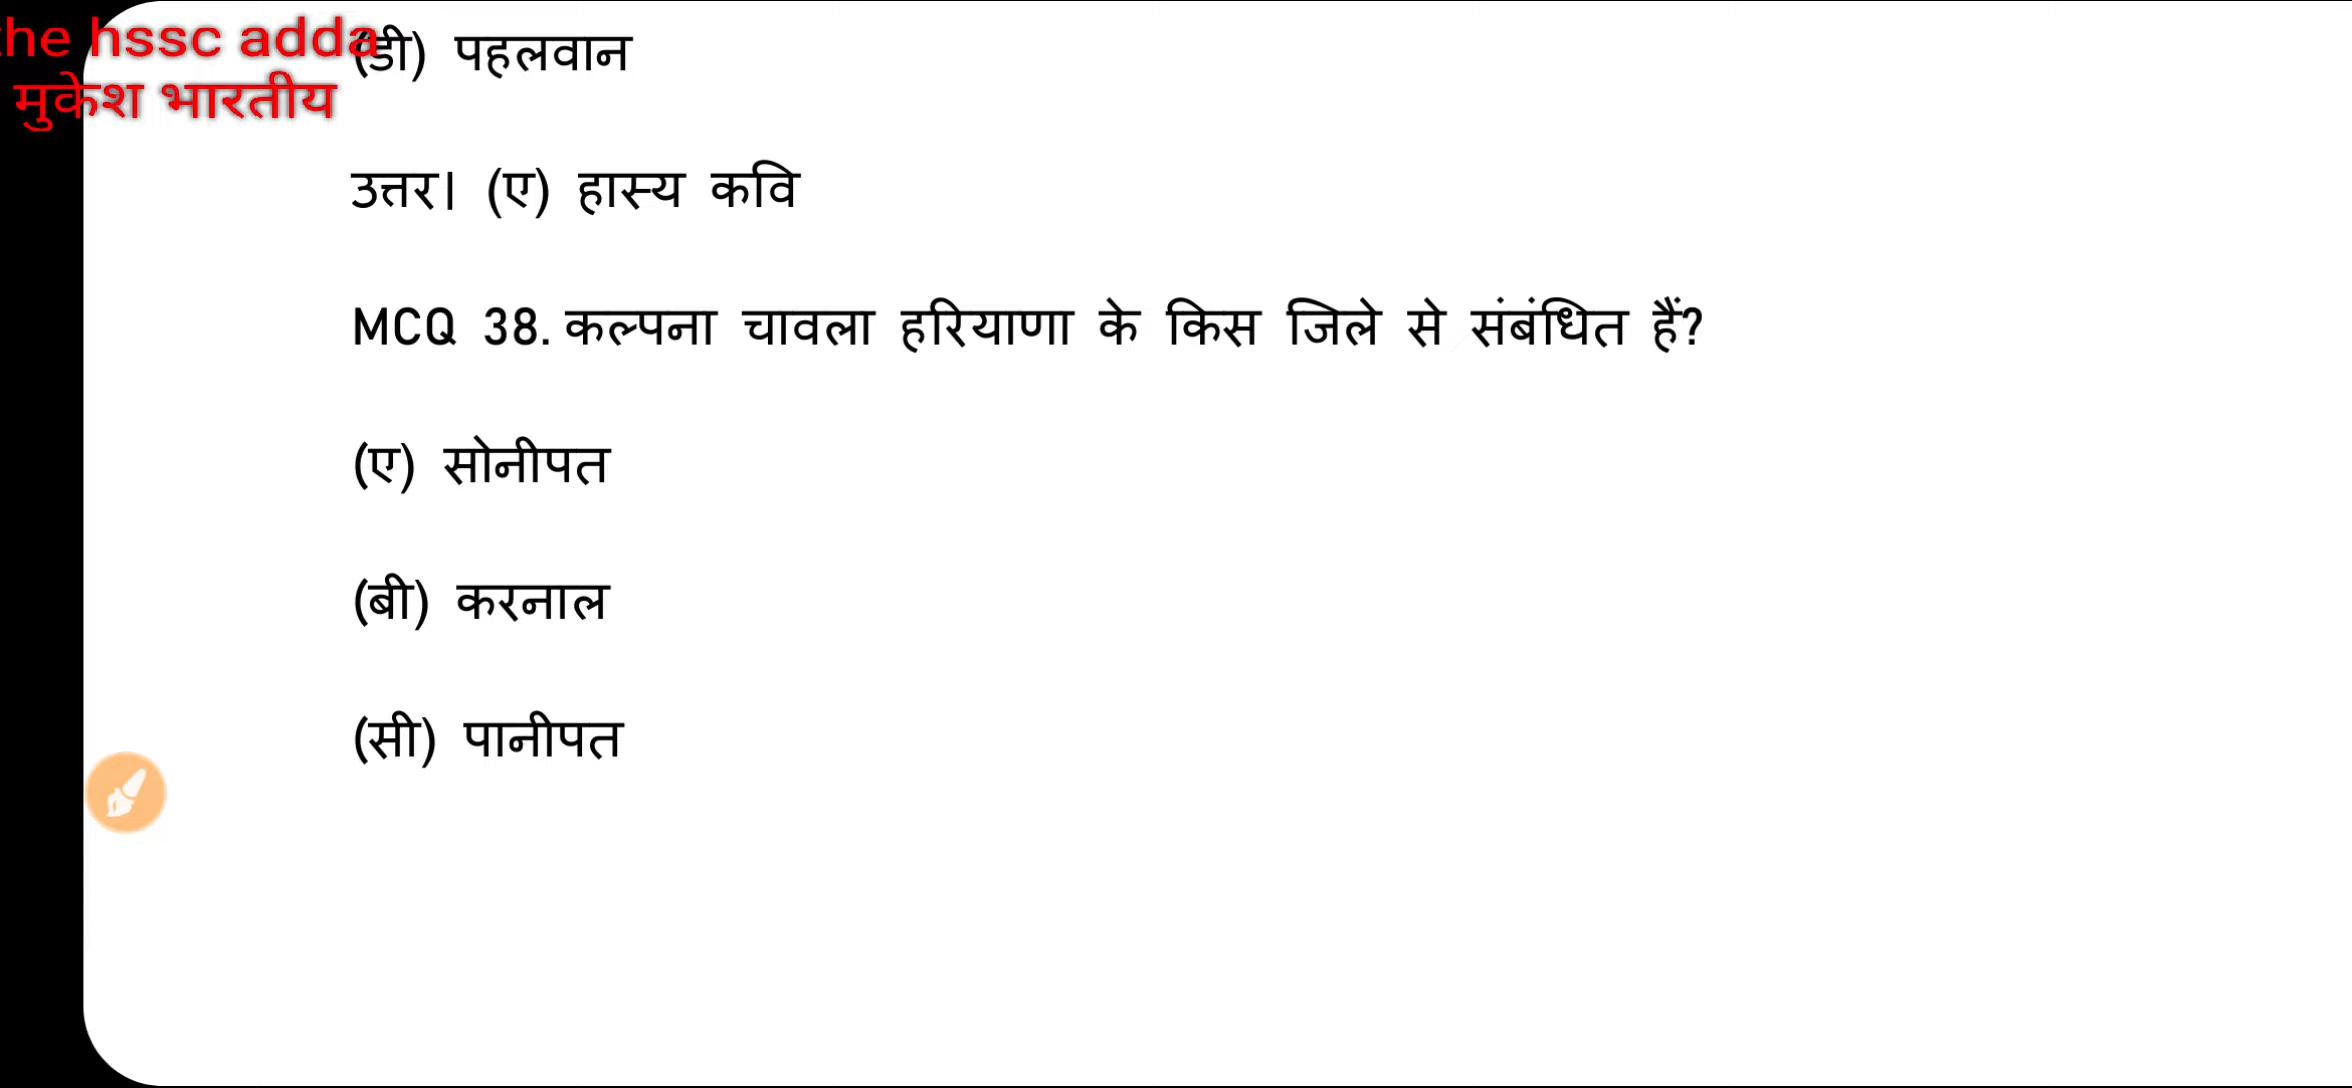 he hssc adda
मुकेश भारतीय
(डी) पहलवान
उत्तर। (ए) हास्य कवि
MCQ 38. कल्पना चावला हरियाणा के किस जिले से संबंधित हैं?
(ए) सोनीपत
(बी) करनाल
(सी) पानीपत